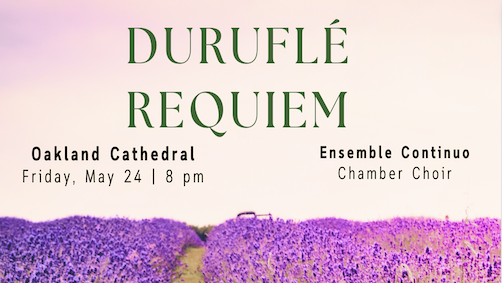 DURUFLÉ
REQUIEM
Oakland Cathedral
Friday, May 24 | 8 pm
Ensemble Continuo
Chamber Choir